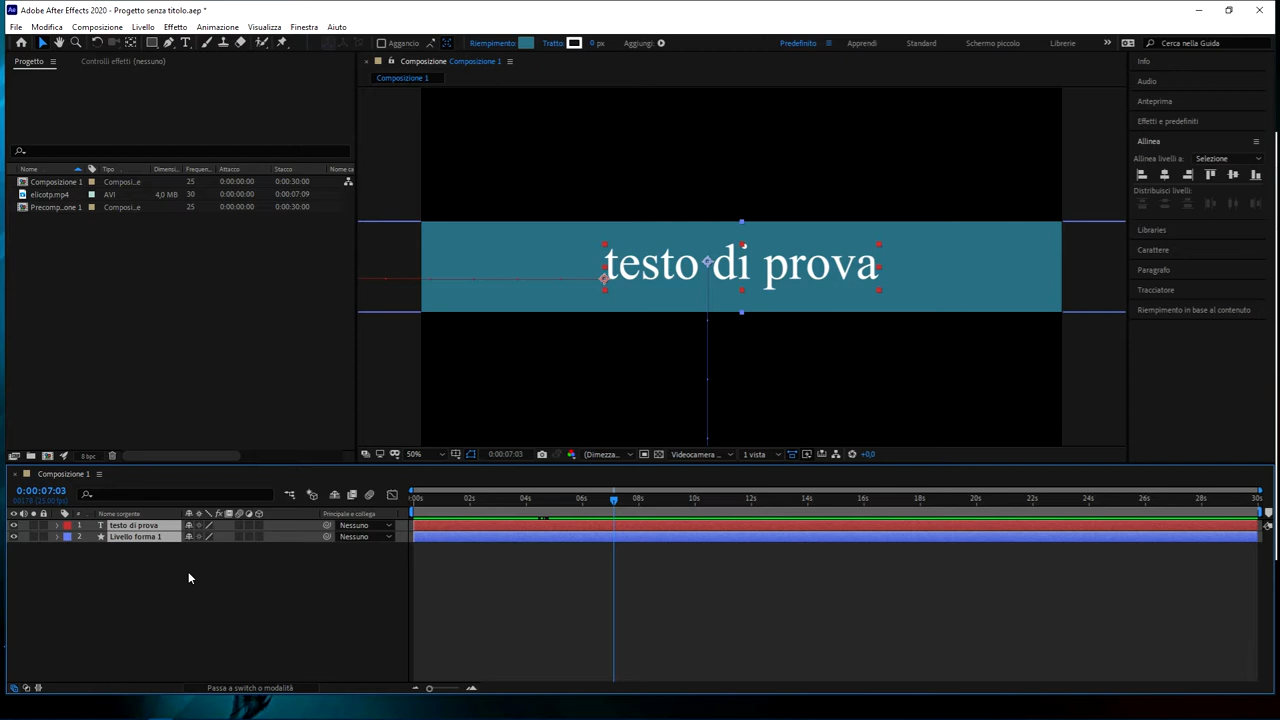 Adobe After Effects 2020 - Progetto senza titolo.aep *
File Modifica Composizione Livello Effetto Animazione Visualizza Finestra Aiuto
Aggancio Riempimento: Tratto: 0 px Aggiungi: Predefinito Apprendi Standard Schermo piccolo Librerie Cerca nella Guida
Progetto Controlli effetti (nessuno)
Composizione Composizione 1
Composizione 1
Nome Tipo Dimensi.. Frequen.. Attacco Stacco Nome ca
Composizione 1 Composi...e 25 0:00:00:00 0:00:30:00
elicotp.mp4 AVI 4,0 MB 30 0:00:00:00 0:00:07:09
Precomp...one 1 Composi...e 25 0:00:00:00 0:00:30:00
testo di prova
Info
Audio
Anteprima
Effetti e predefiniti
Allinea
Allinea livelli a: Selezione
Distribuisci livelli:
Libraries
Carattere
Paragrafo
Tracciatore
Riempimento in base al contenuto
8 bpc
50% 0:00:07:03 (Dimezza... Videocamera ... 1 vista +0,0
Composizione 1
0:00:07:03
00178 (25.00 fps)
:00s 02s 04s 06s 08s 10s 12s 14s 16s 18s 20s 22s 24s 26s 28s 30s
# Nome sorgente Principale e collega
1 T testo di prova Nessuno
2 Livello forma 1 Nessuno
Passa a switch o modalità